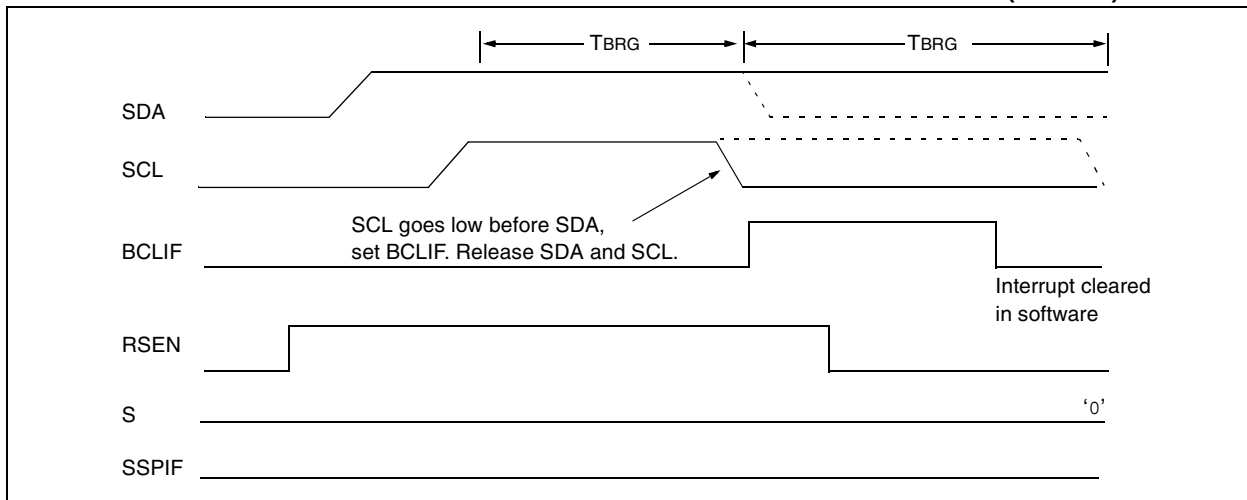 TBRG TBRG
SDA
SCL
SCL goes low before SDA,
set BCLIF. Release SDA and SCL.
BCLIF
Interrupt cleared
in software
RSEN
S ‘0’
SSPIF